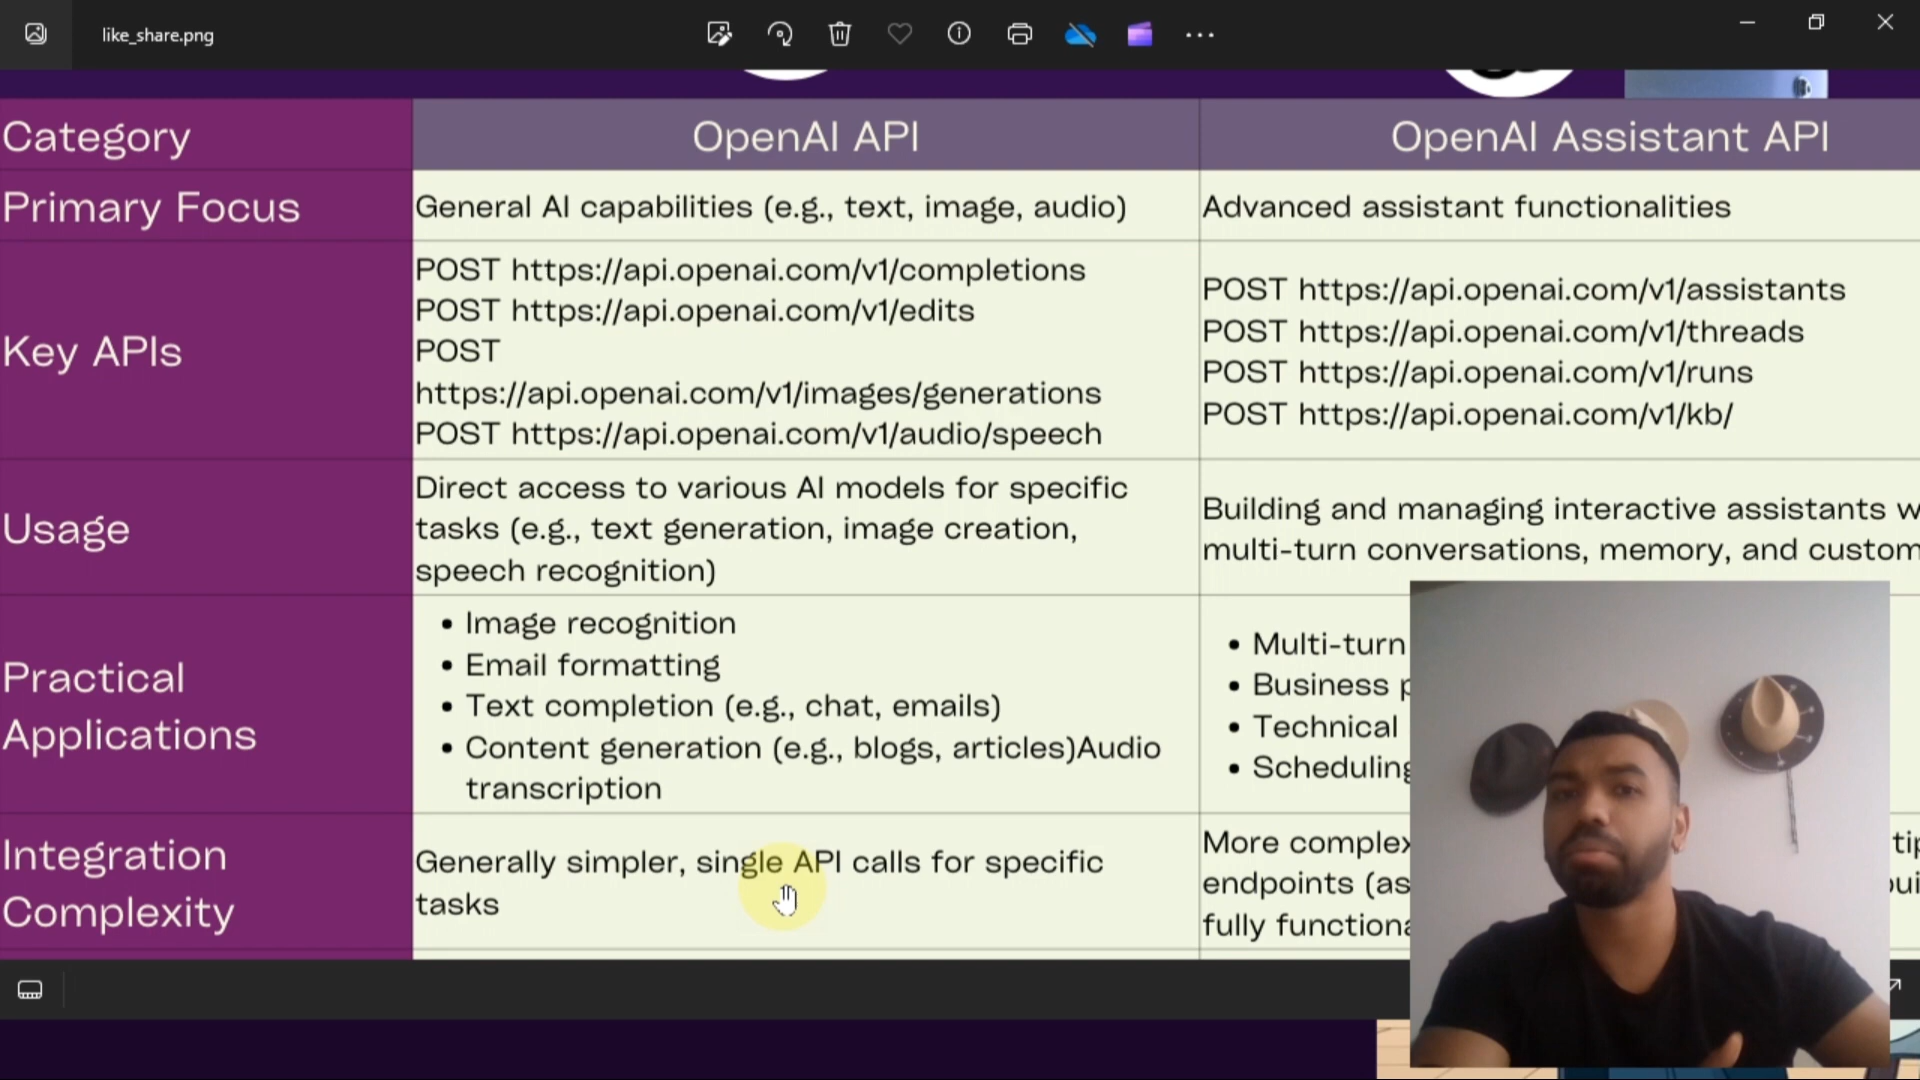 like_share.png
Category
OpenAI API
OpenAI Assistant API
Primary Focus
General AI capabilities (e.g., text, image, audio)
Advanced assistant functionalities
Key APIs
POST https://api.openai.com/v1/completions
POST https://api.openai.com/v1/edits
POST
https://api.openai.com/v1/images/generations
POST https://api.openai.com/v1/audio/speech
POST https://api.openai.com/v1/assistants
POST https://api.openai.com/v1/threads
POST https://api.openai.com/v1/runs
POST https://api.openai.com/v1/kb/
Usage
Direct access to various AI models for specific
tasks (e.g., text generation, image creation,
speech recognition)
Building and managing interactive assistants w
multi-turn conversations, memory, and custom
Practical
Applications
• Image recognition
• Email formatting
• Text completion (e.g., chat, emails)
• Content generation (e.g., blogs, articles)Audio
transcription
• Multi-turn
• Business p
• Technical
• Scheduling
Integration
Complexity
Generally simpler, single API calls for specific
tasks
More complex
endpoints (as
fully functiona